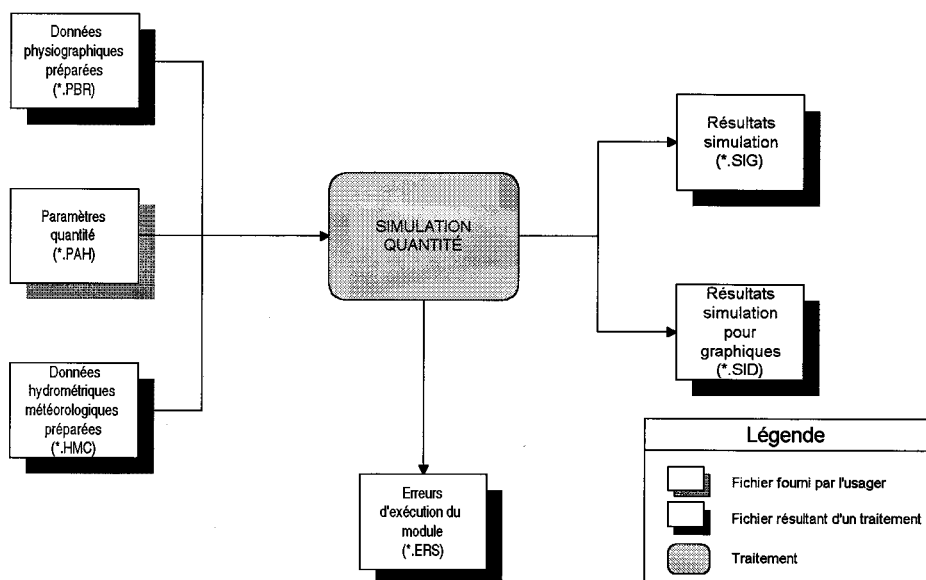 Données
physiographiques
préparées
(*.PBR)
Paramètres
quantité
(*.PAH)
Données
hydrométriques
météorologiques
préparées
(*.HMC)
SIMULATION
QUANTITÉ
Erreurs
d'exécution du
module
(*.ERS)
Résultats
simulation
(*.SIG)
Résultats
simulation
pour
graphiques
(*.SID)
Légende
Fichier fourni par l'usager
Fichier résultant d'un traitement
Traitement